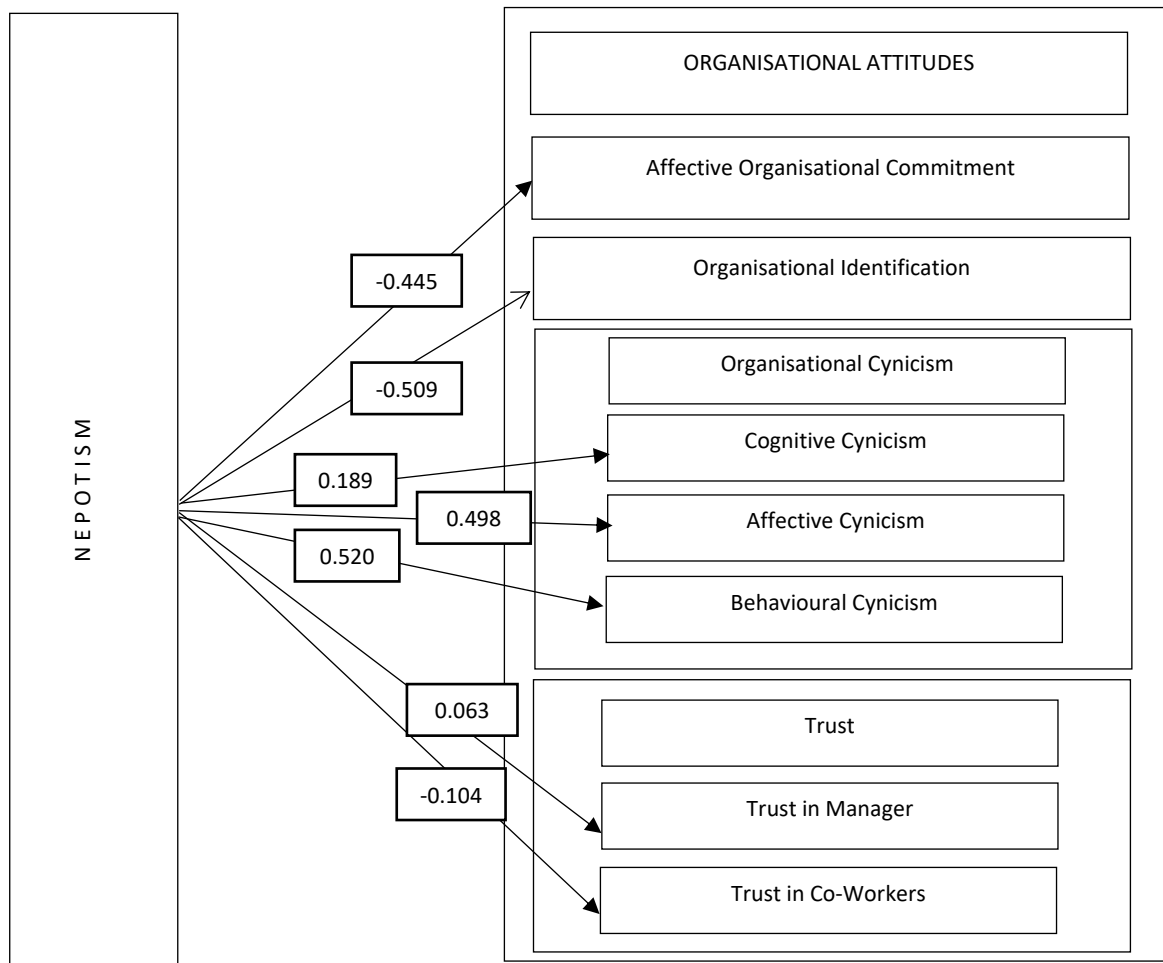 NEPOTISM
ORGANISATIONAL ATTITUDES
Affective Organisational Commitment
-0.445
Organisational Identification
-0.509
Organisational Cynicism
Cognitive Cynicism
0.189
Affective Cynicism
0.498
0.520
Behavioural Cynicism
0.063
Trust
-0.104
Trust in Manager
Trust in Co-Workers